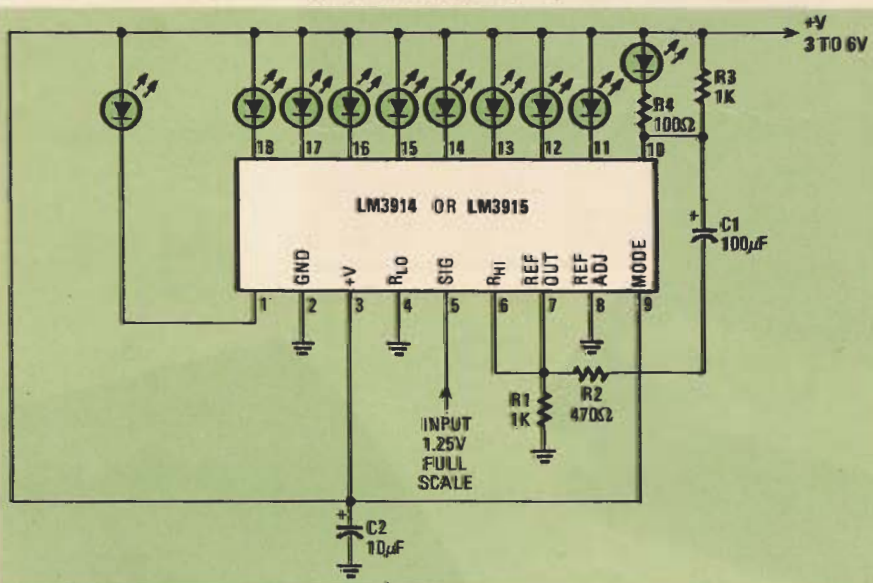 +V
3 TO 6V
R3
1K
R4
100Ω
18 17 16 15 14 13 12 11 10
LM3914 OR LM3915
C1
100µF
GND
+V
RLO
SIG
RHI
REF OUT
REF ADJ
MODE
1 2 3 4 5 6 7 8 9
R1
1K
R2
470Ω
INPUT
1.25V
FULL
SCALE
C2
10µF
+
+